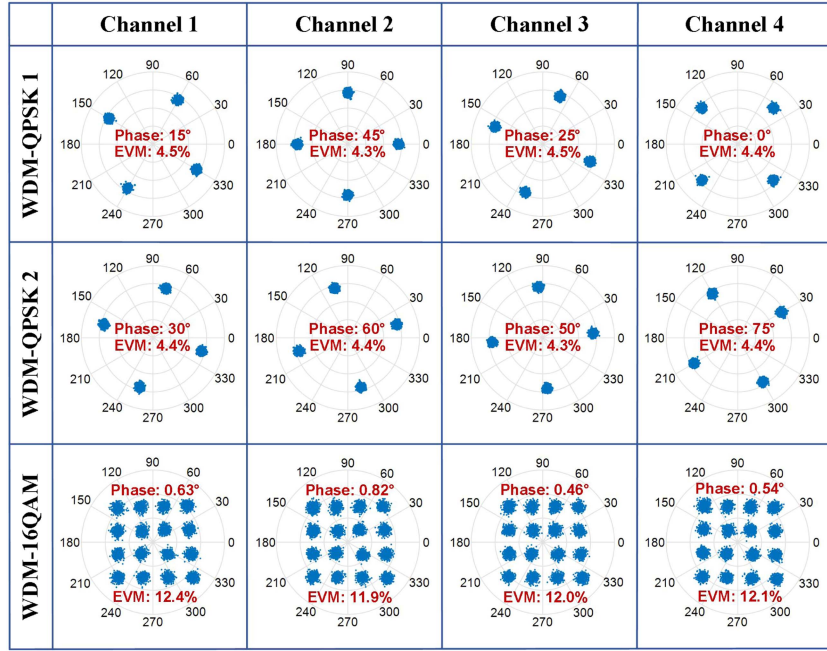 Channel 1 Channel 2 Channel 3 Channel 4
WDM-QPSK 1
90 90 90 90
120 60 120 60 120 60 120 60
150 30 150 30 150 30 150 30
Phase: 15° Phase: 45° Phase: 25° Phase: 0°
180 0 180 0 180 0 180 0
EVM: 4.5% EVM: 4.3% EVM: 4.5% EVM: 4.4%
210 330 210 330 210 330 210 330
240 300 240 300 240 300 240 300
270 270 270 270
WDM-QPSK 2
90 90 90 90
120 60 120 60 120 60 120 60
150 30 150 30 150 30 150 30
Phase: 30° Phase: 60° Phase: 50° Phase: 75°
180 0 180 0 180 0 180 0
EVM: 4.4% EVM: 4.4% EVM: 4.3% EVM: 4.4%
210 330 210 330 210 330 210 330
240 300 240 300 240 300 240 300
270 270 270 270
WDM-16QAM
90 90 90 90
120 60 120 60 120 60 120 60
Phase: 0.63° Phase: 0.82° Phase: 0.46° Phase: 0.54°
150 30 150 30 150 30 150 30
180 0 180 0 180 0 180 0
210 330 210 330 210 330 210 330
EVM: 12.4% EVM: 11.9% EVM: 12.0% EVM: 12.1%
240 300 240 300 240 300 240 300
270 270 270 270